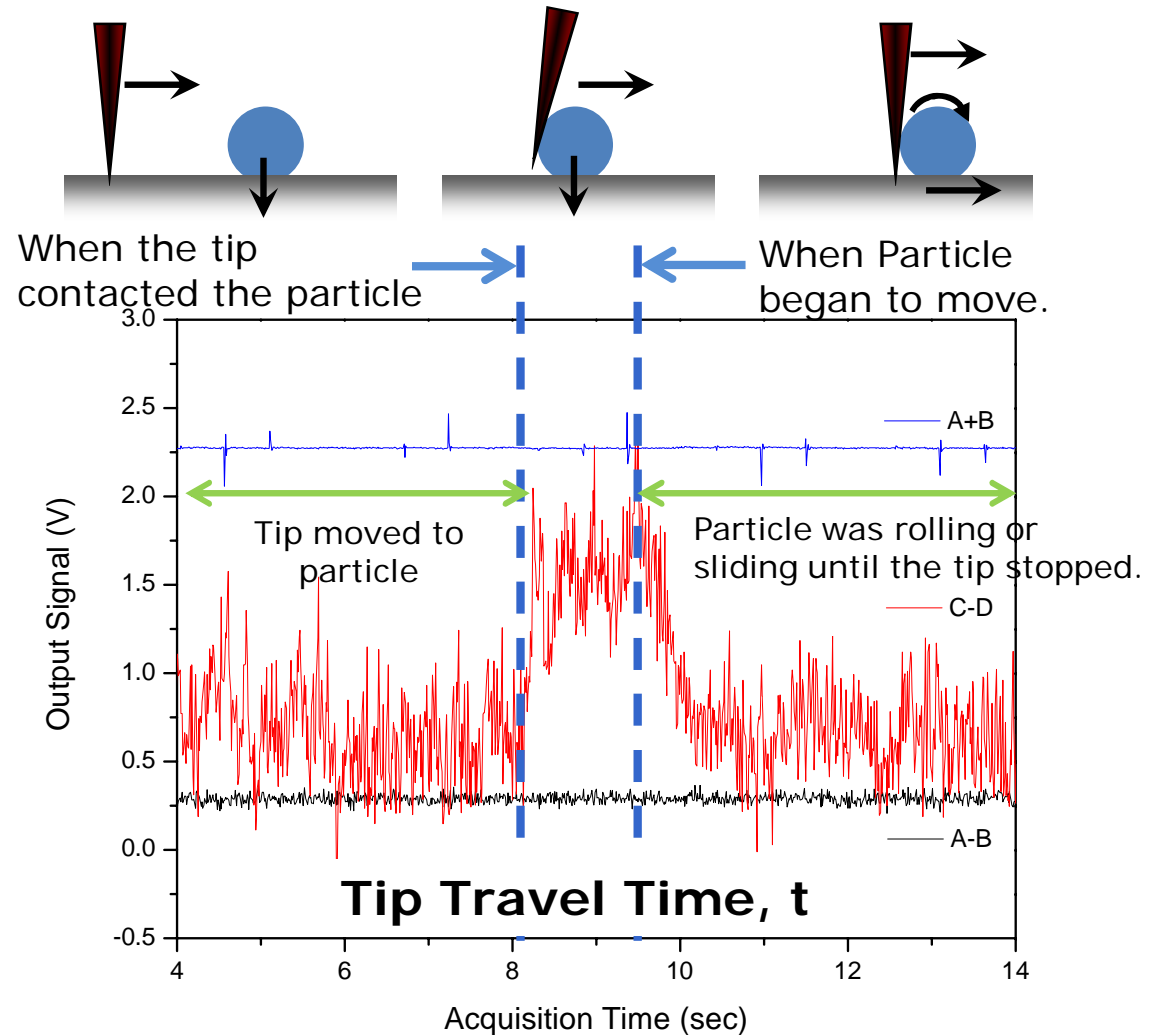 When the tip
contacted the particle
When Particle
began to move.
3.0
2.5
2.0
1.5
1.0
0.5
0.0
-0.5
Output Signal (V)
A+B
Tip moved to
particle
Particle was rolling or
sliding until the tip stopped.
C-D
A-B
Tip Travel Time, t
4
6
8
10
12
14
Acquisition Time (sec)